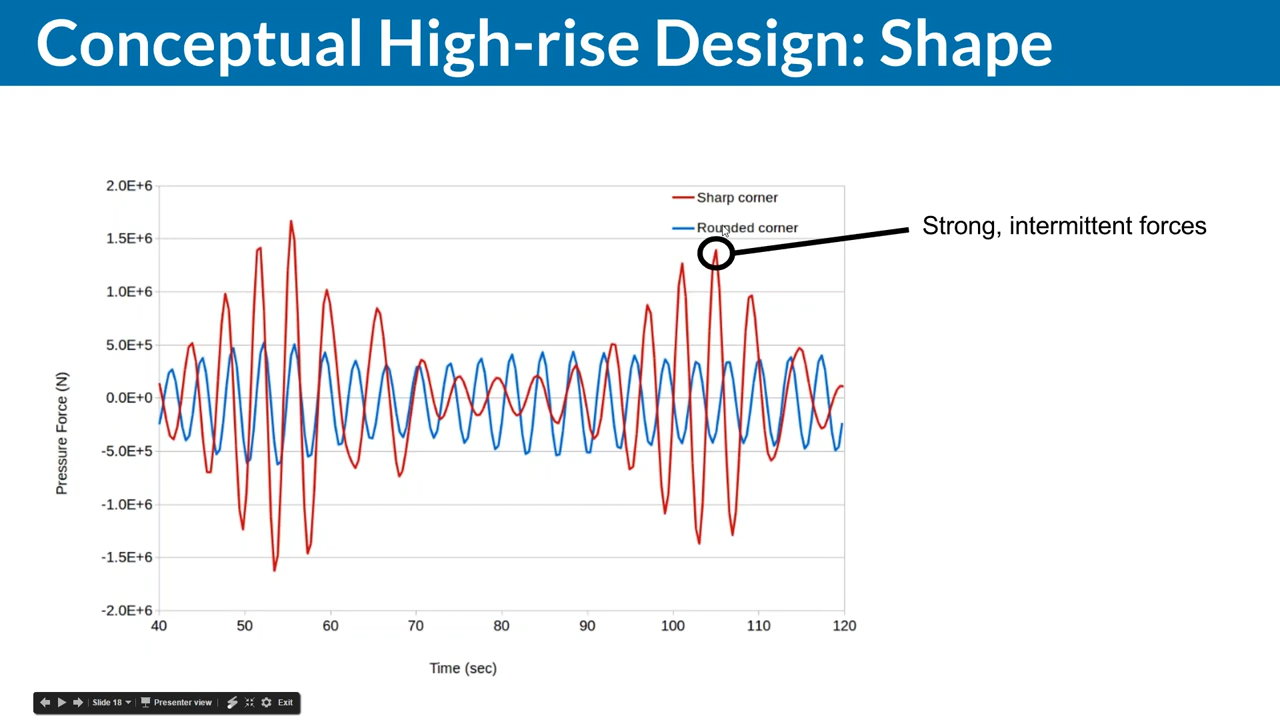 Conceptual High-rise Design: Shape
2.0E+6
1.5E+6
1.0E+6
5.0E+5
0.0E+0
-5.0E+5
-1.0E+6
-1.5E+6
-2.0E+6
Pressure Force (N)
Sharp corner
Rounded corner
Strong, intermittent forces
40 50 60 70 80 90 100 110 120
Time (sec)
Slide 18 Presenter view Exit